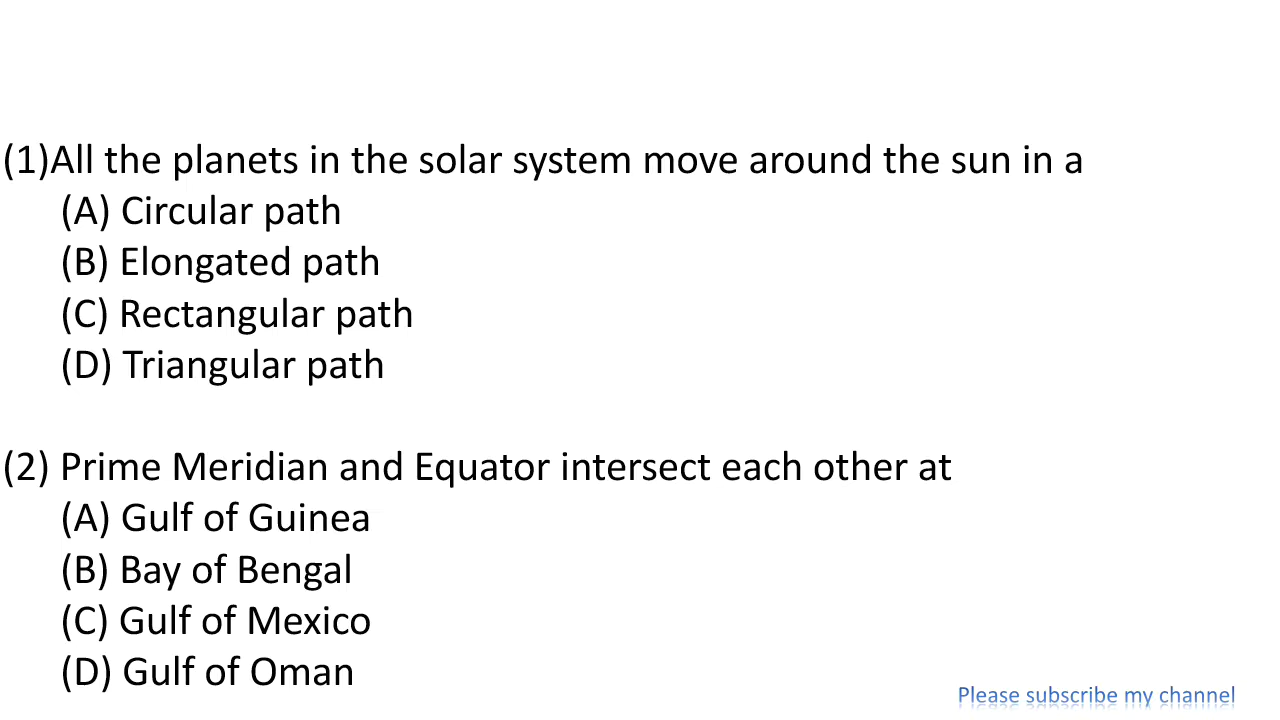 (1)All the planets in the solar system move around the sun in a
(A) Circular path
(B) Elongated path
(C) Rectangular path
(D) Triangular path
(2) Prime Meridian and Equator intersect each other at
(A) Gulf of Guinea
(B) Bay of Bengal
(C) Gulf of Mexico
(D) Gulf of Oman
Please subscribe my channel